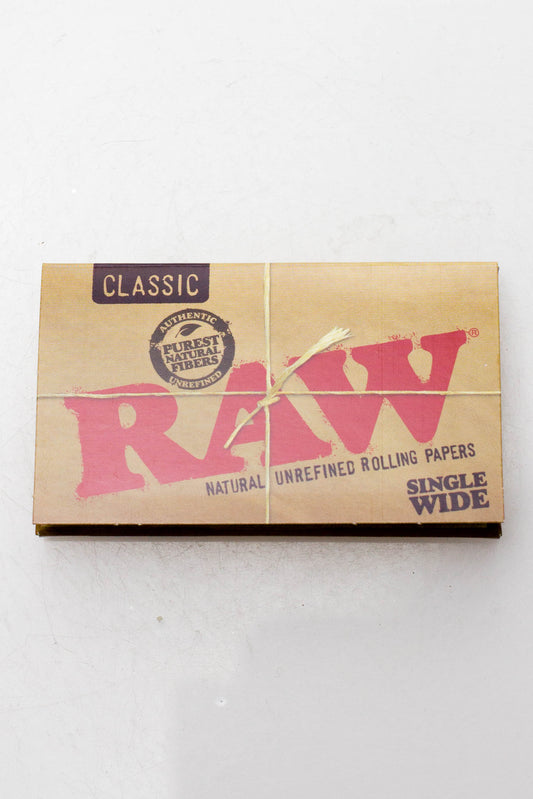 CLASSIC
AUTHENTIC
PUREST
NATURAL
FIBERS
UNREFINED
RAW®
NATURAL UNREFINED ROLLING PAPERS
SINGLE
WIDE